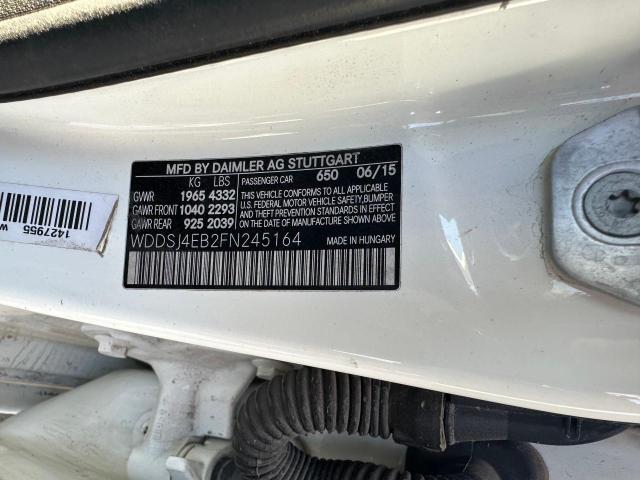 MFD BY DAIMLER AG STUTTGART
KG LBS
GVWR 1965 4332
GAWR FRONT 1040 2293
GAWR REAR 925 2039
PASSENGER CAR 650 06/15
THIS VEHICLE CONFORMS TO ALL APPLICABLE
U.S. FEDERAL MOTOR VEHICLE SAFETY, BUMPER,
AND THEFT PREVENTION STANDARDS IN EFFECT
ON THE DATE OF MANUFACTURE SHOWN ABOVE.
WDDSJ4EB2FN245164 MADE IN HUNGARY
1427955